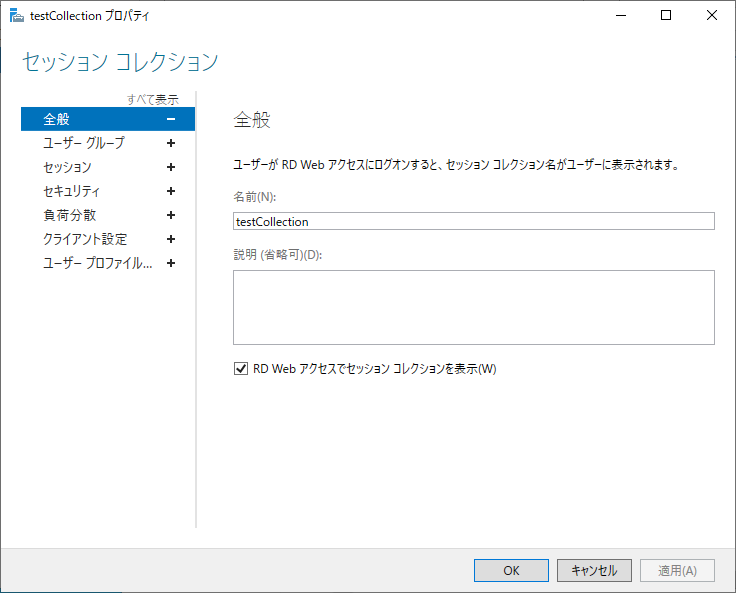 testCollection プロパティ
セッション コレクション
すべて表示
全般
ユーザー グループ
セッション
セキュリティ
負荷分散
クライアント設定
ユーザー プロファイル...
全般
ユーザーが RD Web アクセスにログオンすると、セッション コレクション名がユーザーに表示されます。
名前(N):
testCollection
説明 (省略可)(D):
RD Web アクセスでセッション コレクションを表示(W)
OK キャンセル 適用(A)